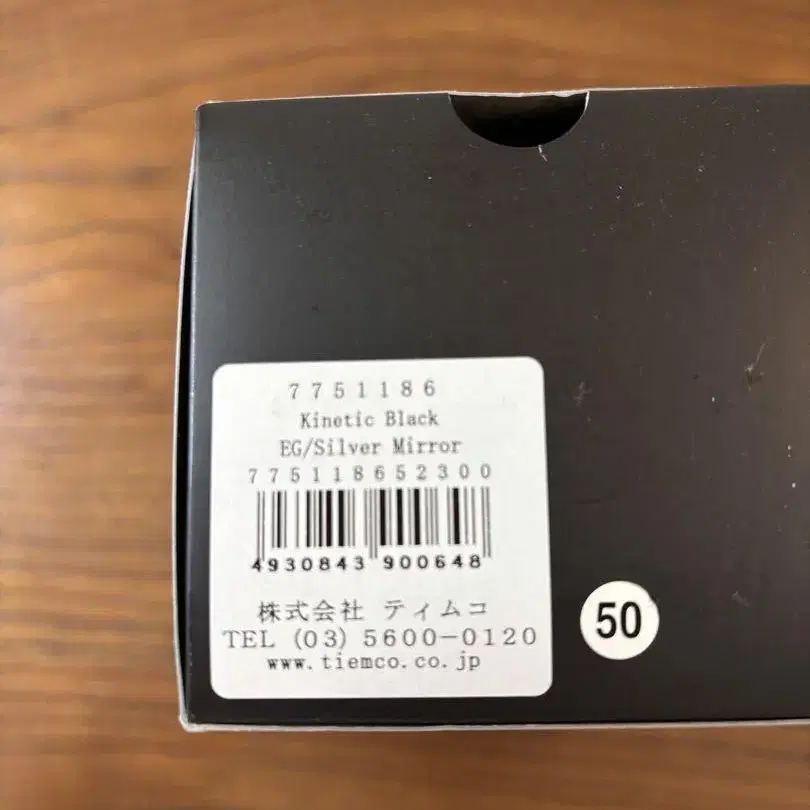 7751186
Kinetic Black
EG/Silver Mirror
775118652300
4930843 900648
株式会社 ティムコ
TEL (03) 5600-0120
www.tiemco.co.jp
50